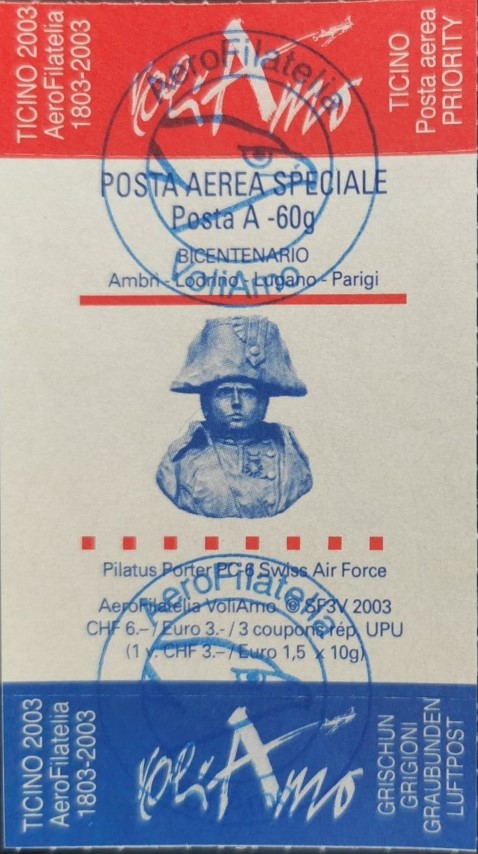 TICINO 2003
AeroFilatelia
1803-2003
VoliAmo
TICINO
Posta aerea
PRIORITY
AeroFilatelia
POSTA AEREA SPECIALE
Posta A -60g
BICENTENARIO
Ambrì - Lodrino - Lugano - Parigi
VoliAmo
Pilatus Porter PC-6 Swiss Air Force
AeroFilatelia
AeroFilatelia VoliAmo © SF3V 2003
CHF 6.– / Euro 3.- / 3 coupons rép. UPU
(1 v. CHF 3.– / Euro 1,5 x 10g)
TICINO 2003
AeroFilatelia
1803-2003
VoliAmo
GRISCHUN
GRIGIONI
GRAUBUNDEN
LUFTPOST